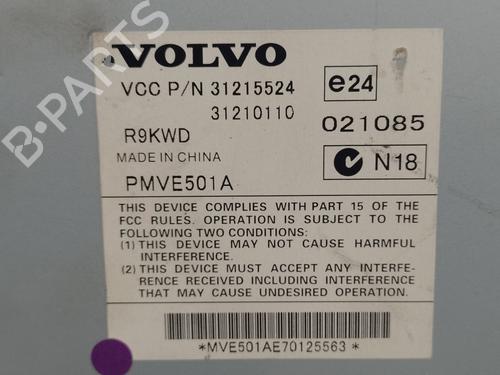 VOLVO
VCC P/N 31215524
31210110
e24
021085
R9KWD
MADE IN CHINA
N18
PMVE501A
THIS DEVICE COMPLIES WITH PART 15 OF THE
FCC RULES. OPERATION IS SUBJECT TO THE
FOLLOWING TWO CONDITIONS:
(1) THIS DEVICE MAY NOT CAUSE HARMFUL
INTERFERENCE.
(2) THIS DEVICE MUST ACCEPT ANY INTERFE-
RENCE RECEIVED INCLUDING INTERFERENCE
THAT MAY CAUSE UNDESIRED OPERATION.
*MVE501AE70125563*
B-PARTS